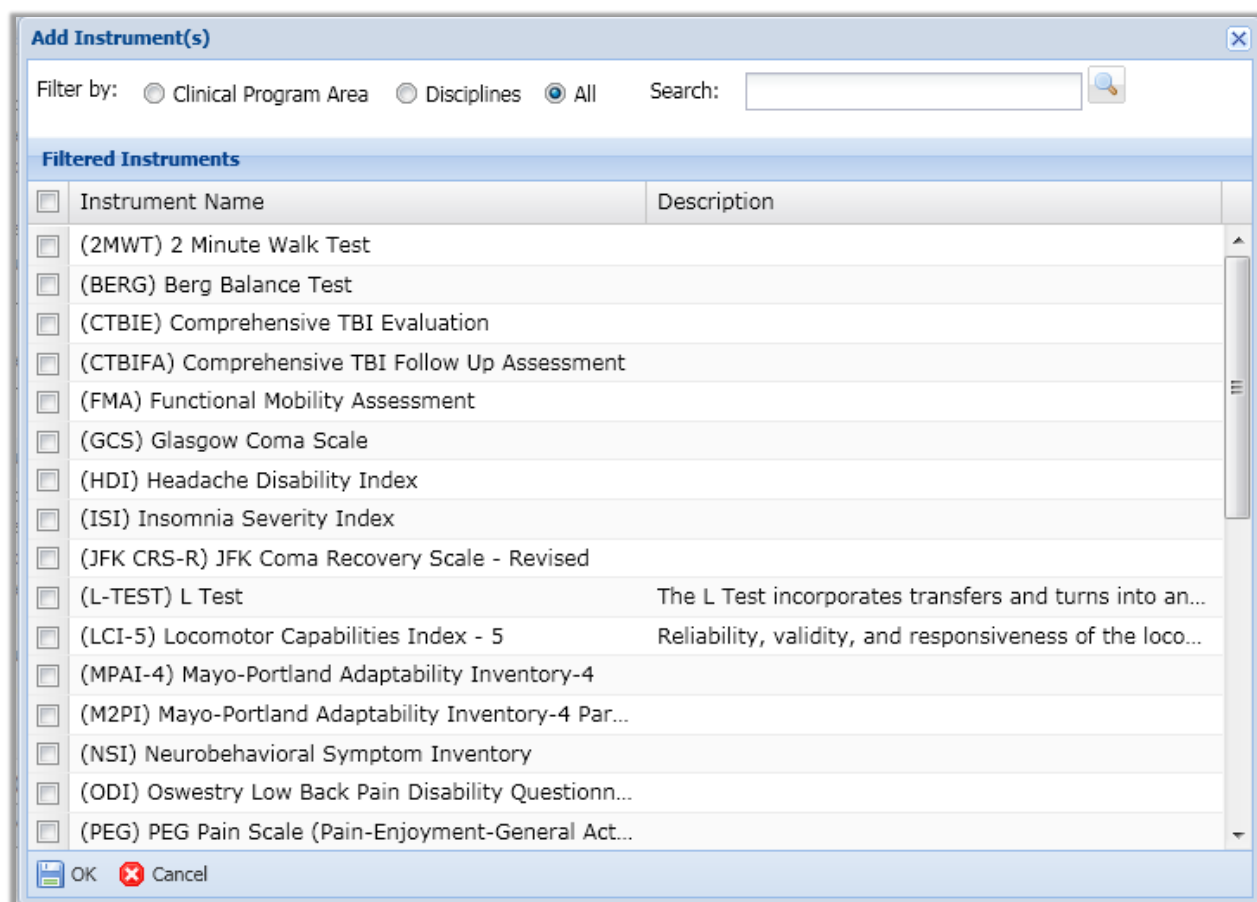 Add Instrument(s)
Filter by: Clinical Program Area Disciplines All Search:
Filtered Instruments
Instrument Name Description
(2MWT) 2 Minute Walk Test
(BERG) Berg Balance Test
(CTBIE) Comprehensive TBI Evaluation
(CTBIFA) Comprehensive TBI Follow Up Assessment
(FMA) Functional Mobility Assessment
(GCS) Glasgow Coma Scale
(HDI) Headache Disability Index
(ISI) Insomnia Severity Index
(JFK CRS-R) JFK Coma Recovery Scale - Revised
(L-TEST) L Test The L Test incorporates transfers and turns into an...
(LCI-5) Locomotor Capabilities Index - 5 Reliability, validity, and responsiveness of the loco...
(MPAI-4) Mayo-Portland Adaptability Inventory-4
(M2PI) Mayo-Portland Adaptability Inventory-4 Par...
(NSI) Neurobehavioral Symptom Inventory
(ODI) Oswestry Low Back Pain Disability Questionn...
(PEG) PEG Pain Scale (Pain-Enjoyment-General Act...
OK Cancel